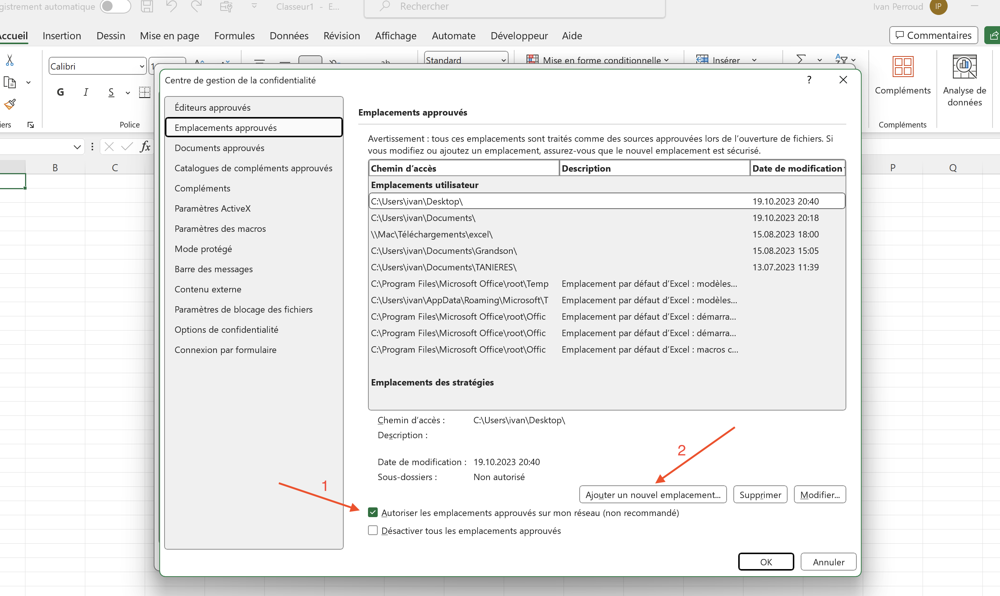 gistrement automatique
Classeur1 - E...
Rechercher
Ivan Perroud
IP
Accueil
Insertion
Dessin
Mise en page
Formules
Données
Révision
Affichage
Automate
Développeur
Aide
Commentaires
Calibri
Standard
Mise en forme conditionnelle
Insérer
G I S
iers
Police
Compléments
Compléments
Analyse de
données
fx
B
C
P
Q
Centre de gestion de la confidentialité
?
Éditeurs approuvés
Emplacements approuvés
Documents approuvés
Catalogues de compléments approuvés
Compléments
Paramètres ActiveX
Paramètres des macros
Mode protégé
Barre des messages
Contenu externe
Paramètres de blocage des fichiers
Options de confidentialité
Connexion par formulaire
Emplacements approuvés
Avertissement : tous ces emplacements sont traités comme des sources approuvées lors de l’ouverture de fichiers. Si
vous modifiez ou ajoutez un emplacement, assurez-vous que le nouvel emplacement est sécurisé.
Chemin d’accès Description Date de modification
Emplacements utilisateur
C:\Users\ivan\Desktop\ 19.10.2023 20:40
C:\Users\ivan\Documents\ 19.10.2023 20:18
\\Mac\Téléchargements\excel\ 15.08.2023 18:00
C:\Users\ivan\Documents\Grandson\ 15.08.2023 15:05
C:\Users\ivan\Documents\TANIERES\ 13.07.2023 11:39
C:\Program Files\Microsoft Office\root\Temp Emplacement par défaut d’Excel : modèles...
C:\Users\ivan\AppData\Roaming\Microsoft\T Emplacement par défaut d’Excel : modèles...
C:\Program Files\Microsoft Office\root\Offic Emplacement par défaut d’Excel : démarra...
C:\Program Files\Microsoft Office\root\Offic Emplacement par défaut d’Excel : démarra...
C:\Program Files\Microsoft Office\root\Offic Emplacement par défaut d’Excel : macros c...
Emplacements des stratégies
Chemin d’accès : C:\Users\ivan\Desktop\
Description :
Date de modification : 19.10.2023 20:40
Sous-dossiers : Non autorisé
1
2
Ajouter un nouvel emplacement...
Supprimer
Modifier...
Autoriser les emplacements approuvés sur mon réseau (non recommandé)
Désactiver tous les emplacements approuvés
OK
Annuler